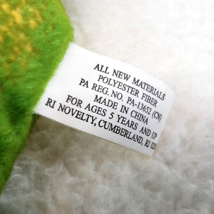 ALL NEW MATERIALS
POLYESTER FIBER
PA REG. NO. PA-13652 (CN)
MADE IN CHINA
FOR AGES 5 YEARS AND UP
RI NOVELTY, CUMBERLAND, RI